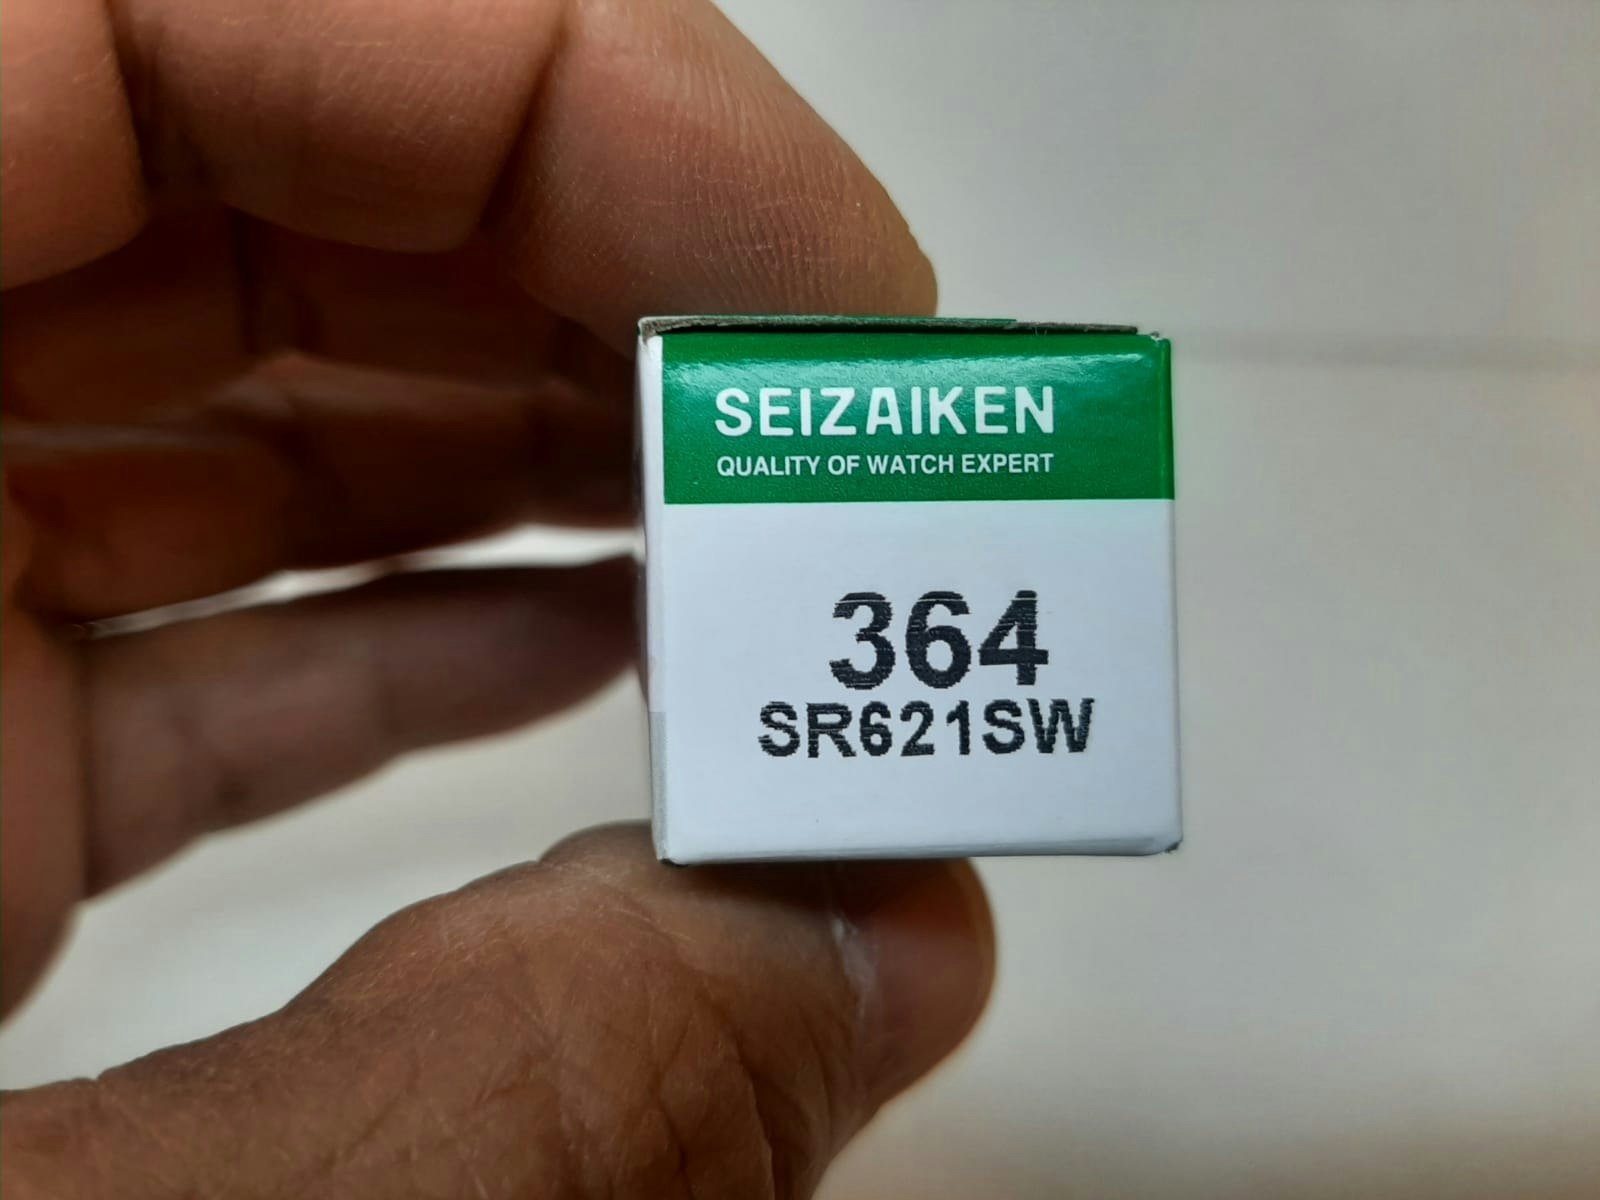 SEIZAIKEN
QUALITY OF WATCH EXPERT
364
SR621SW